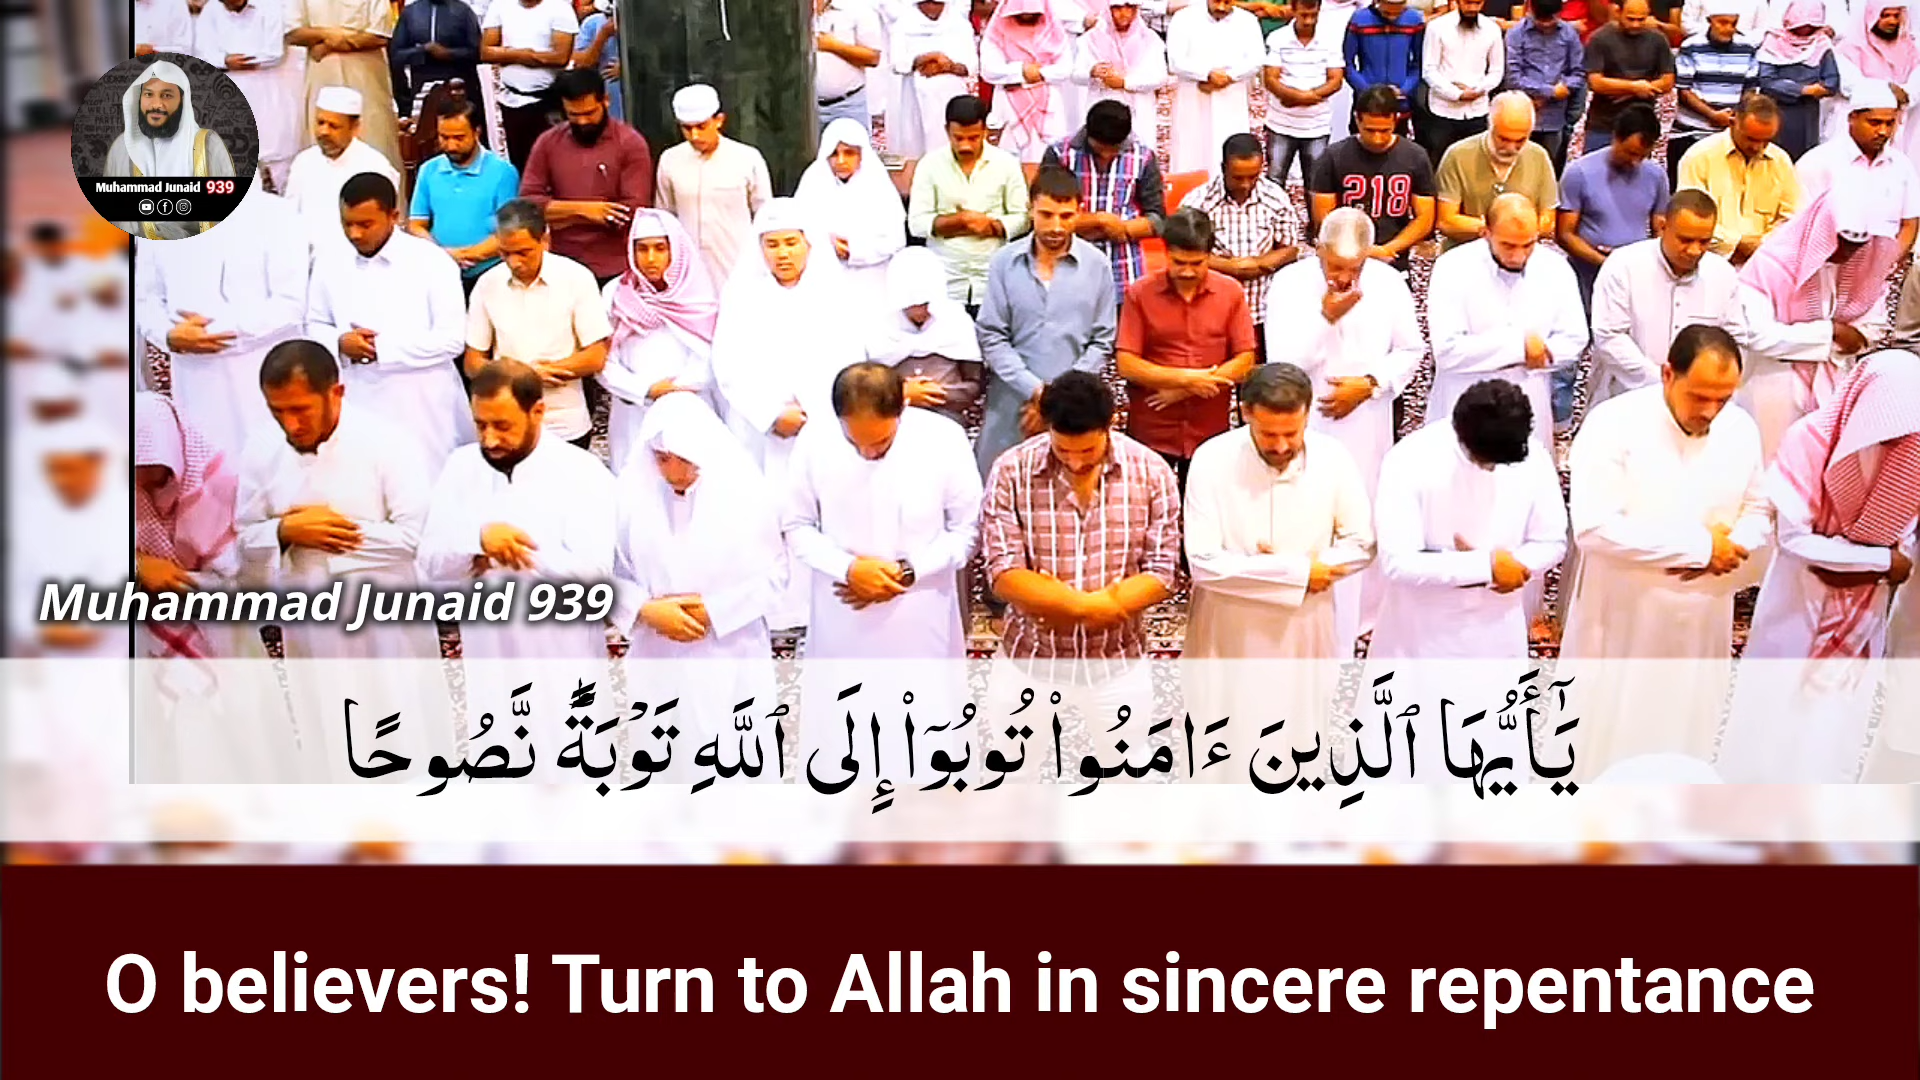 Muhammad Junaid 939
218
Muhammad Junaid 939
يَـٰٓأَيُّهَا ٱلَّذِينَ ءَامَنُوا۟ تُوبُوٓا۟ إِلَى ٱللَّهِ تَوْبَةًۭ نَّصُوحًا
O believers! Turn to Allah in sincere repentance